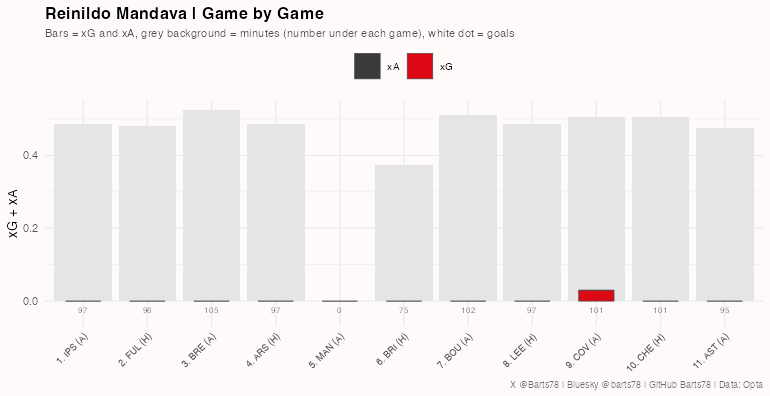 Reinildo Mandava | Game by Game
Bars = xG and xA, grey background = minutes (number under each game), white dot = goals
xA xG
xG + xA
0.4
0.2
0.0
97 96 105 97 0 75 102 97 101 101 95
1. IPS (A) 2. FUL (H) 3. BRE (A) 4. ARS (H) 5. MAN (A) 6. BRI (H) 7. BOU (A) 8. LEE (H) 9. COV (A) 10. CHE (H) 11. AST (A)
X @Barts78 | Bluesky @barts78 | GitHub Barts78 | Data: Opta